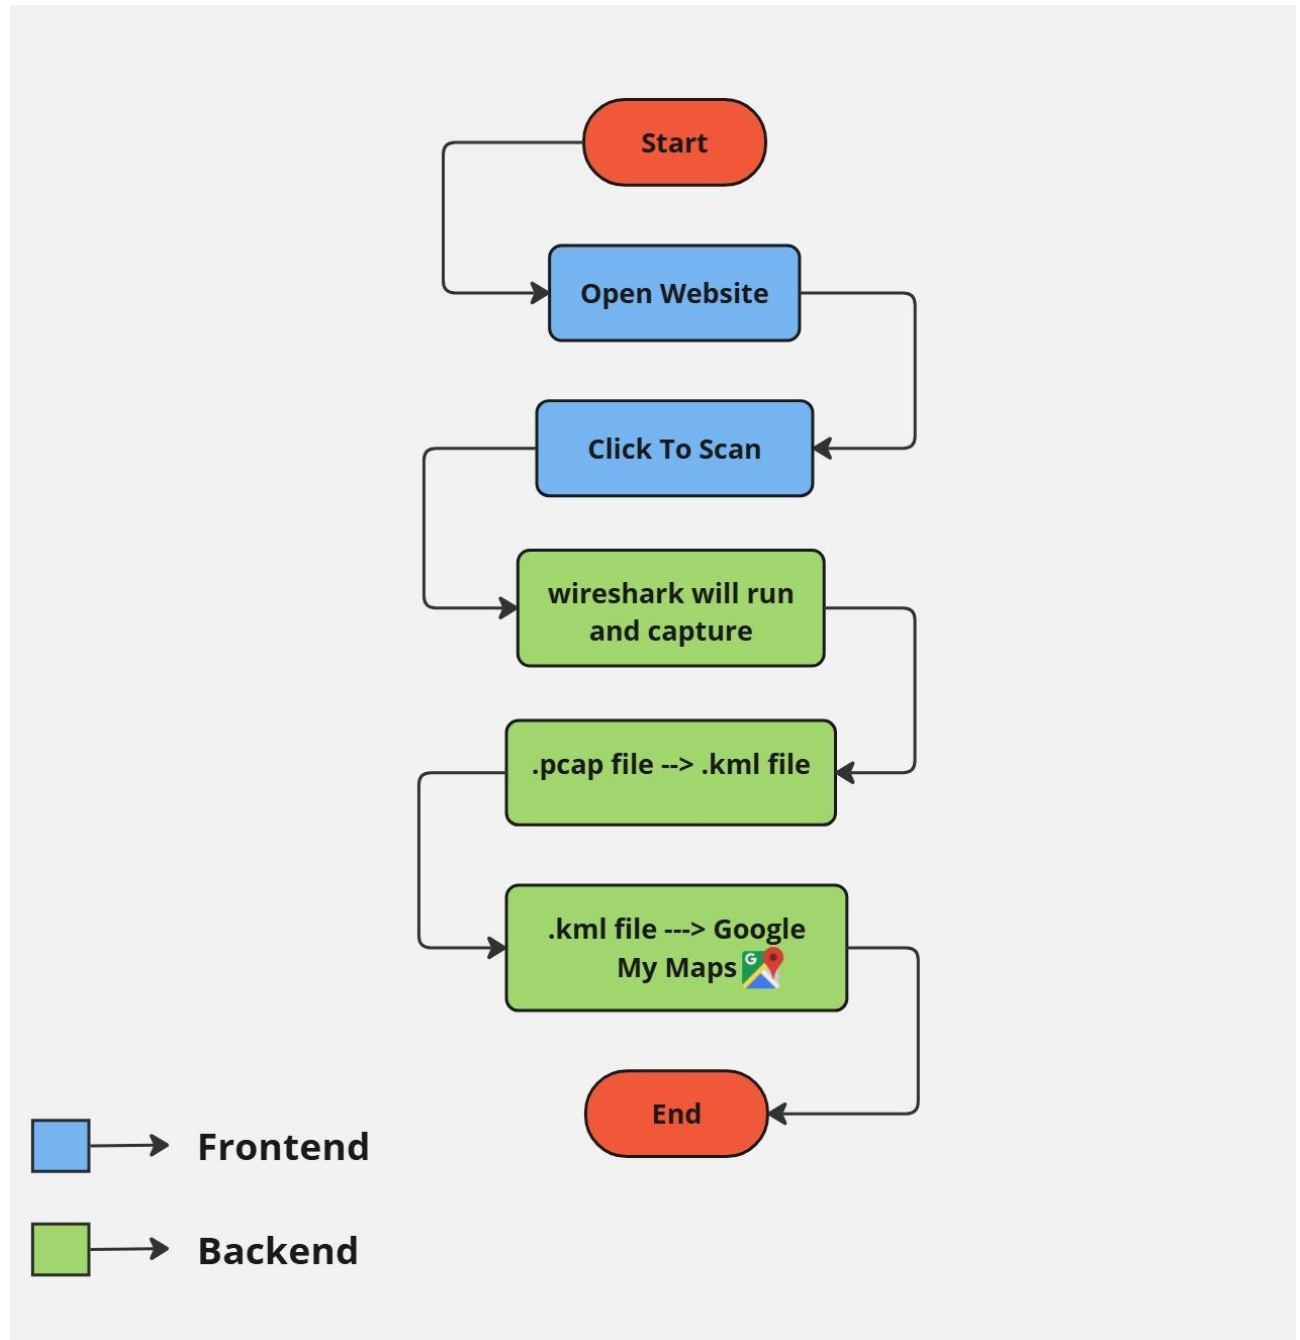 Start
Open Website
Click To Scan
wireshark will run
and capture
.pcap file --> .kml file
.kml file ---> Google
My Maps
G
End
Frontend
Backend